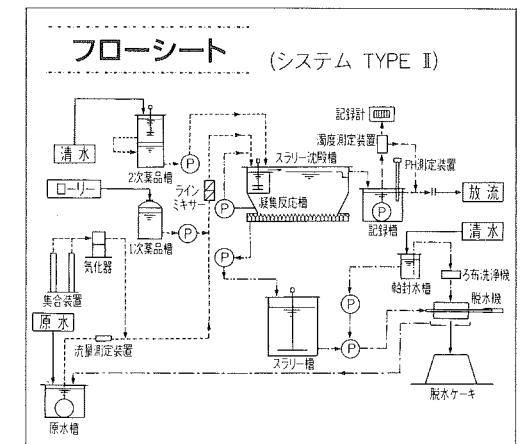 フローシート
(システム TYPE Ⅱ)
記録計
濁度測定装置
スラリー沈殿槽
PH測定装置
P
清水
2次薬品槽
ライン
ミキサー
凝集反応槽
P
記録槽
P
放流
ローリー
1次薬品槽
P
清水
気化器
P
軸封水槽
ろ布洗浄機
集合装置
脱水機
原水
P
スラリー槽
P
流量測定装置
原水槽
脱水ケーキ